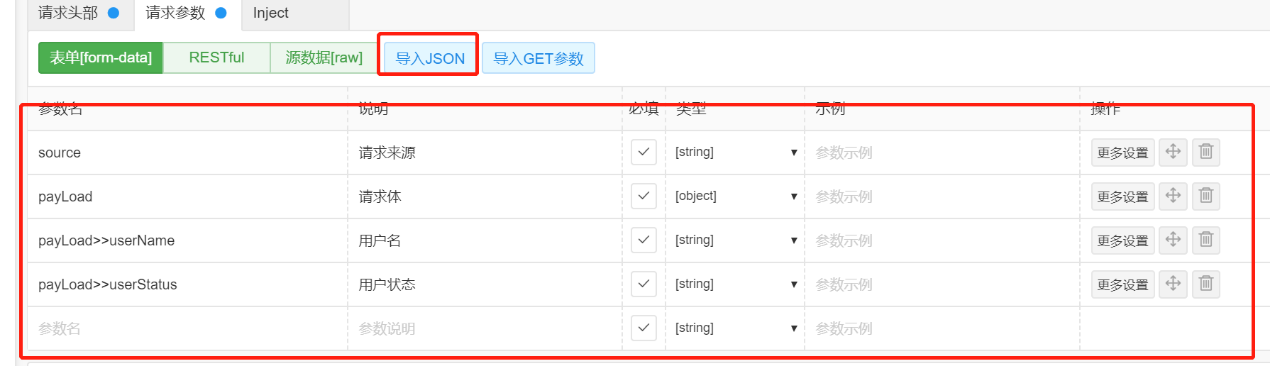 请求头部 请求参数 Inject
表单[form-data] RESTful 源数据[raw] 导入JSON 导入GET参数
参数名 说明 必填 类型 示例 操作
source 请求来源 [string] 参数示例 更多设置
payLoad 请求体 [object] 参数示例 更多设置
payLoad>>userName 用户名 [string] 参数示例 更多设置
payLoad>>userStatus 用户状态 [string] 参数示例 更多设置
参数名 参数说明 [string] 参数示例